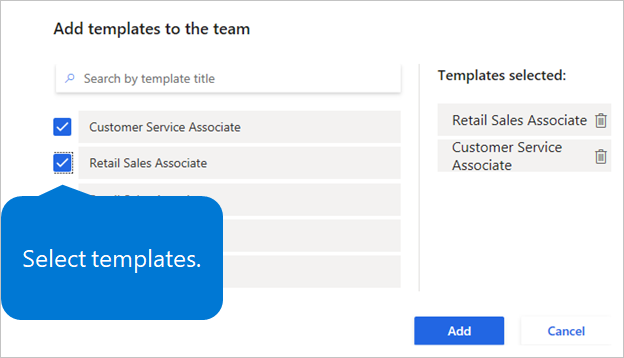 Add templates to the team
Search by template title
Customer Service Associate
Retail Sales Associate
Select templates.
Templates selected:
Retail Sales Associate
Customer Service
Associate
Add
Cancel